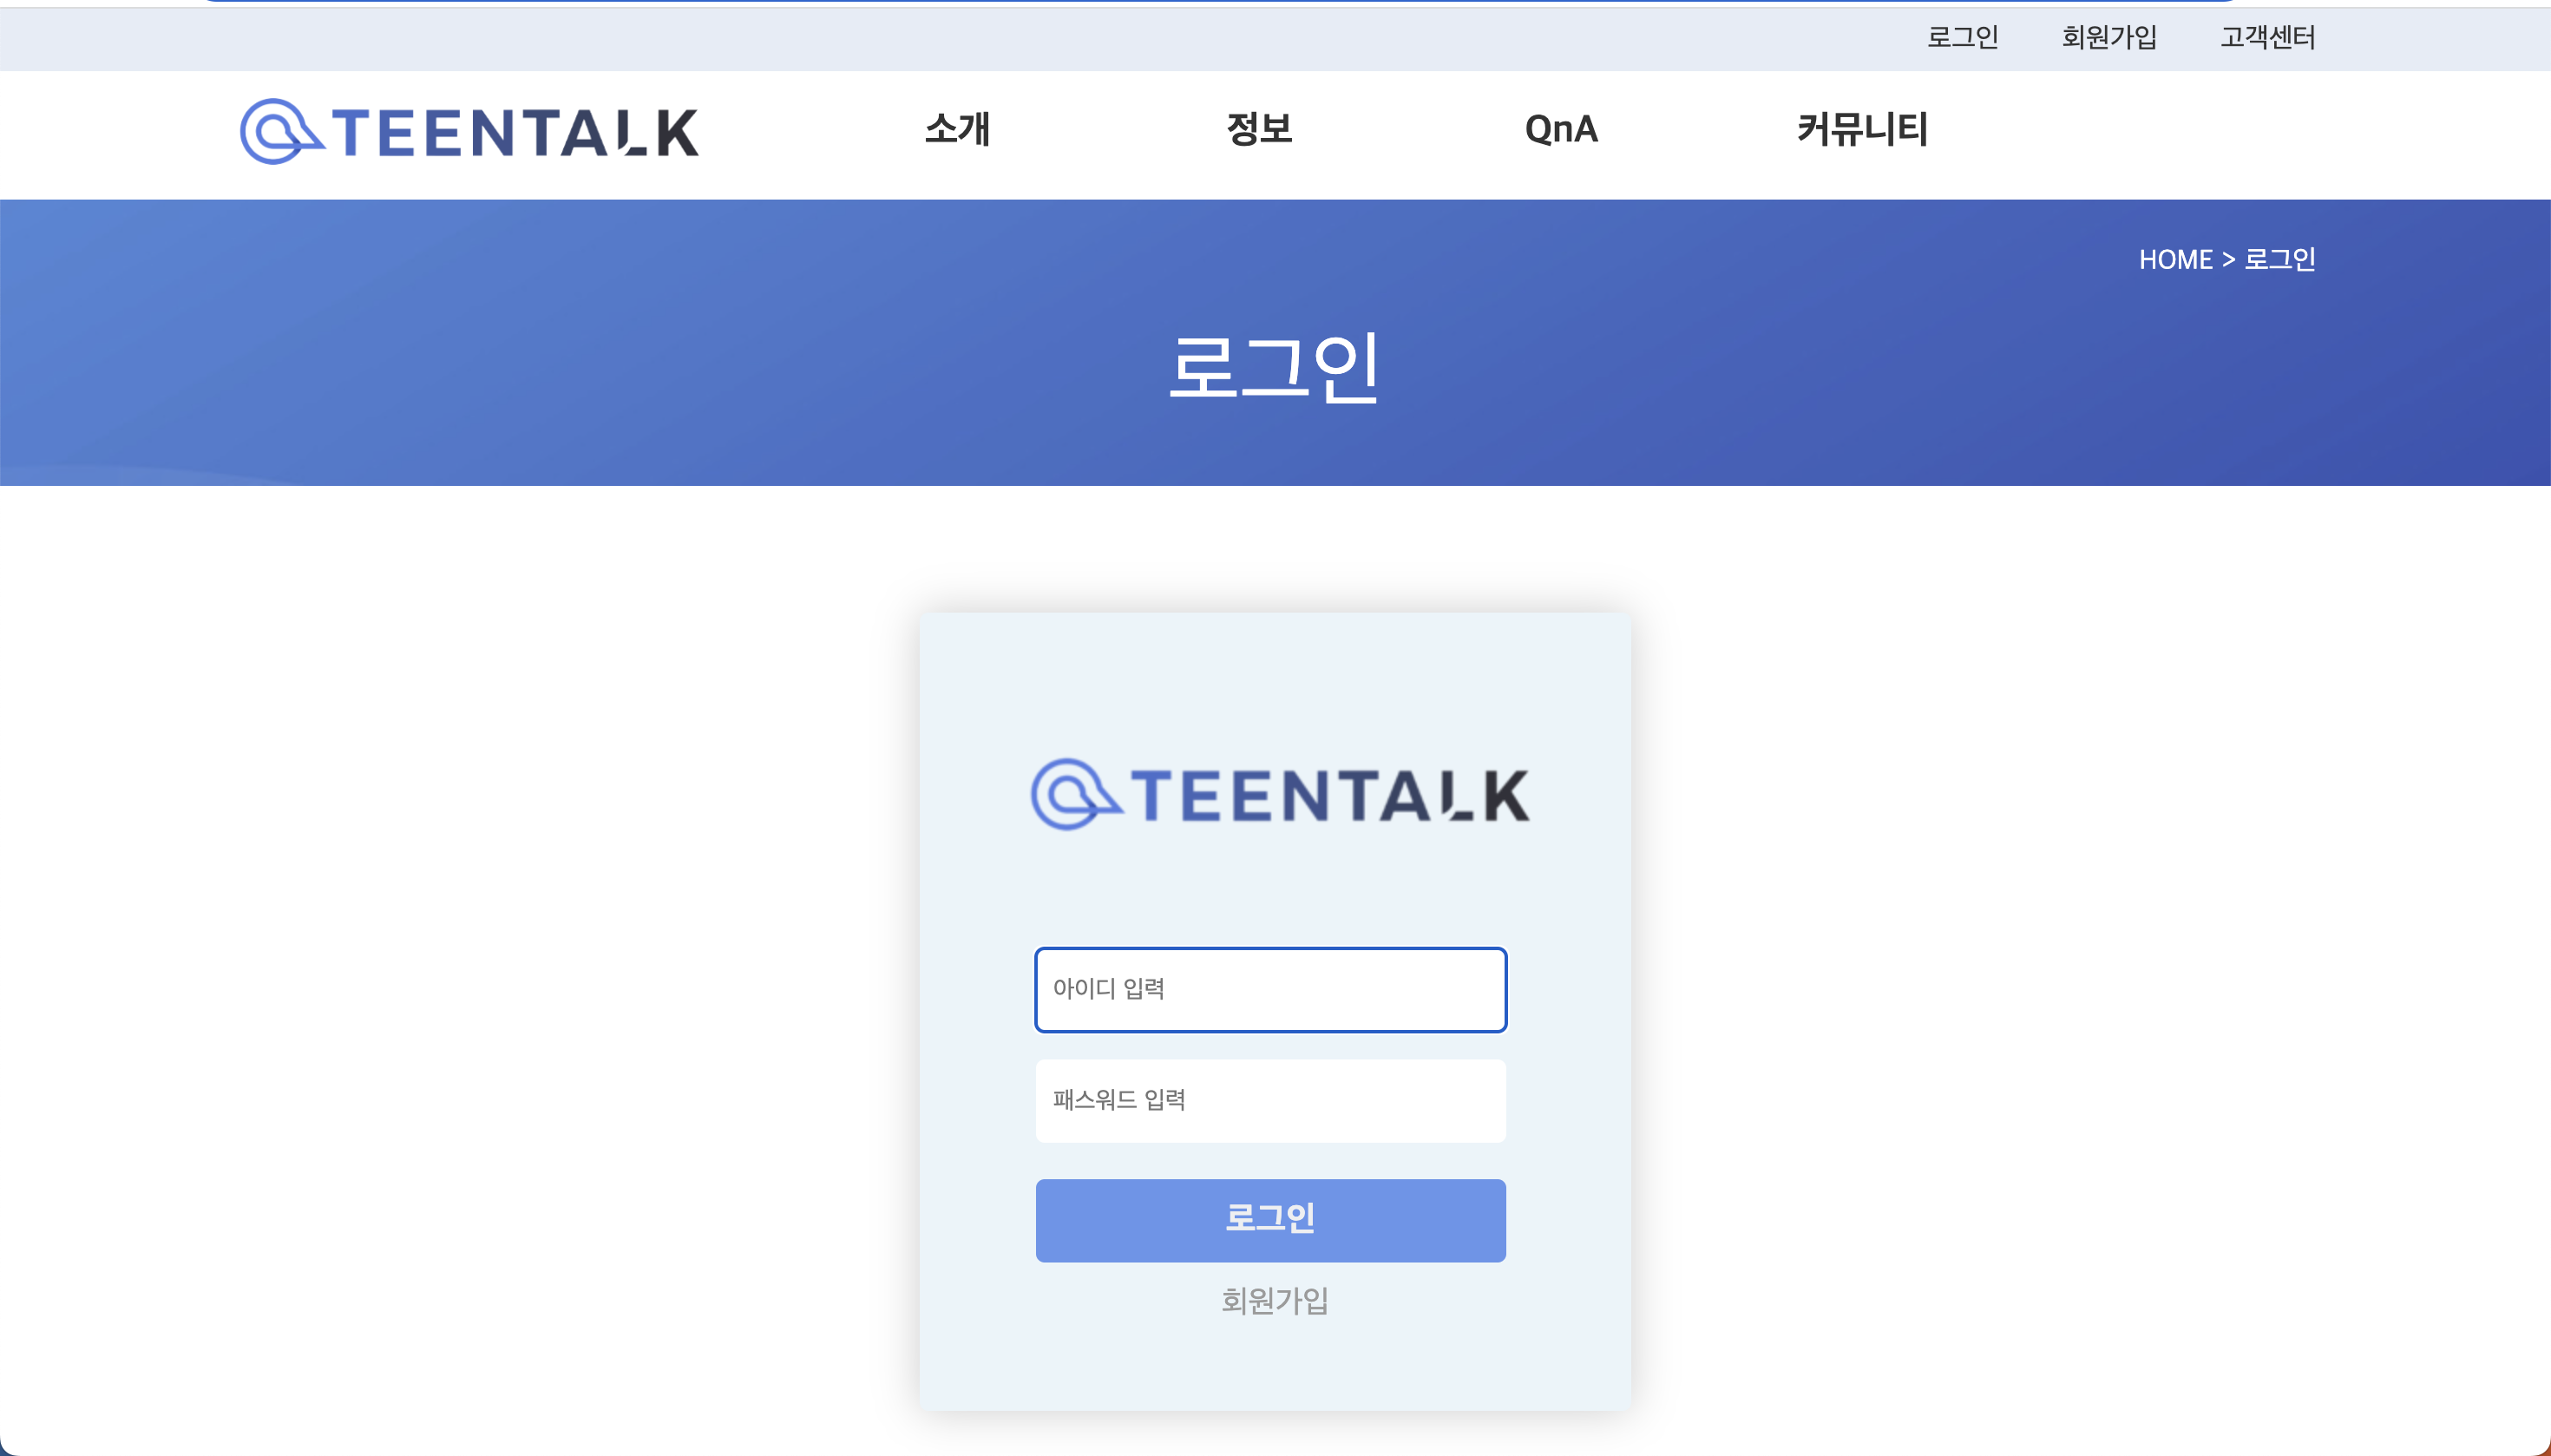 로그인 회원가입 고객센터
TEENTALK 소개 정보 QnA 커뮤니티
HOME > 로그인
로그인
TEENTALK
아이디 입력
패스워드 입력
로그인
회원가입